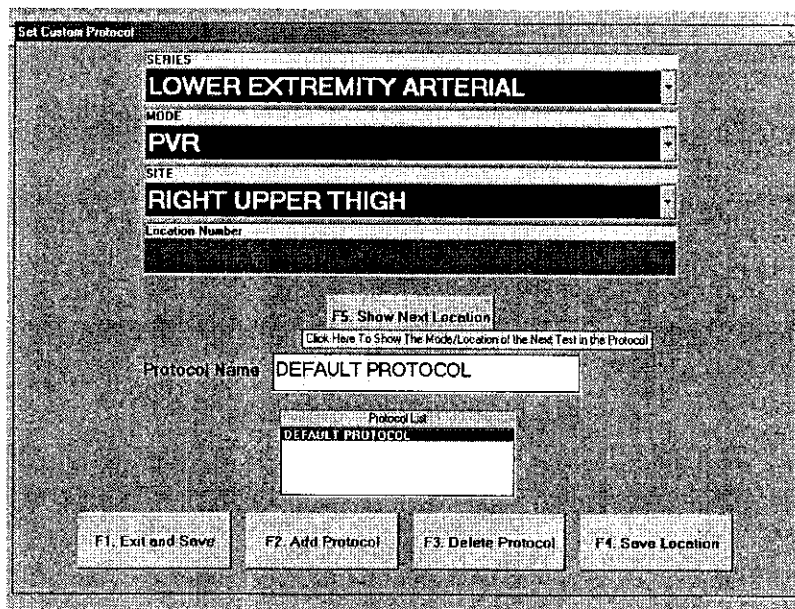 Set Custom Protocol
SERIES
LOWER EXTREMITY ARTERIAL
MODE
PVR
SITE
RIGHT UPPER THIGH
Location Number
F5. Show Next Location
Click Here To Show The Mode/Location of the Next Test in the Protocol
Protocol Name DEFAULT PROTOCOL
Protocol List
DEFAULT PROTOCOL
F1. Exit and Save F2. Add Protocol F3. Delete Protocol F4. Save Location